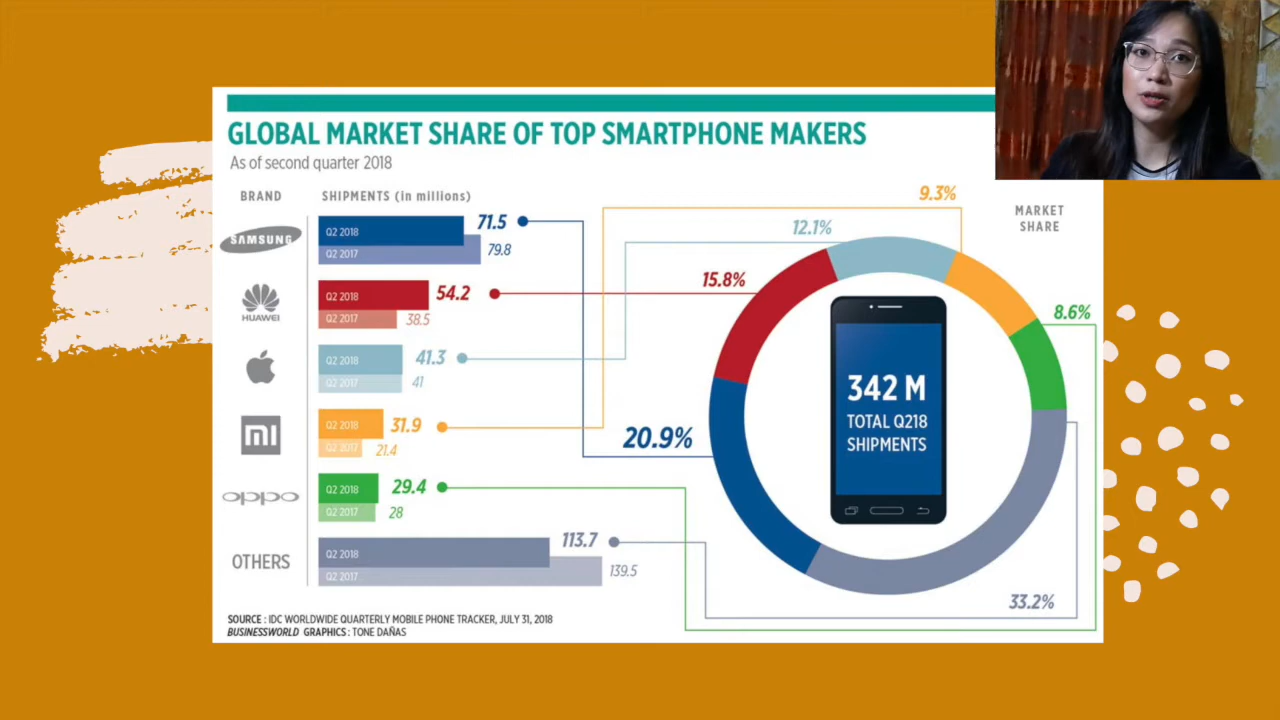 GLOBAL MARKET SHARE OF TOP SMARTPHONE MAKERS
As of second quarter 2018
BRAND
SHIPMENTS (in millions)
SAMSUNG
Q2 2018
71.5
Q2 2017
79.8
HUAWEI
Q2 2018
54.2
Q2 2017
38.5
Q2 2018
41.3
Q2 2017
41
mi
Q2 2018
31.9
Q2 2017
21.4
oppo
Q2 2018
29.4
Q2 2017
28
OTHERS
Q2 2018
113.7
Q2 2017
139.5
MARKET
SHARE
9.3%
12.1%
15.8%
8.6%
20.9%
33.2%
342 M
TOTAL Q218
SHIPMENTS
SOURCE : IDC WORLDWIDE QUARTERLY MOBILE PHONE TRACKER, JULY 31, 2018
BUSINESSWORLD GRAPHICS : TONE DAÑAS